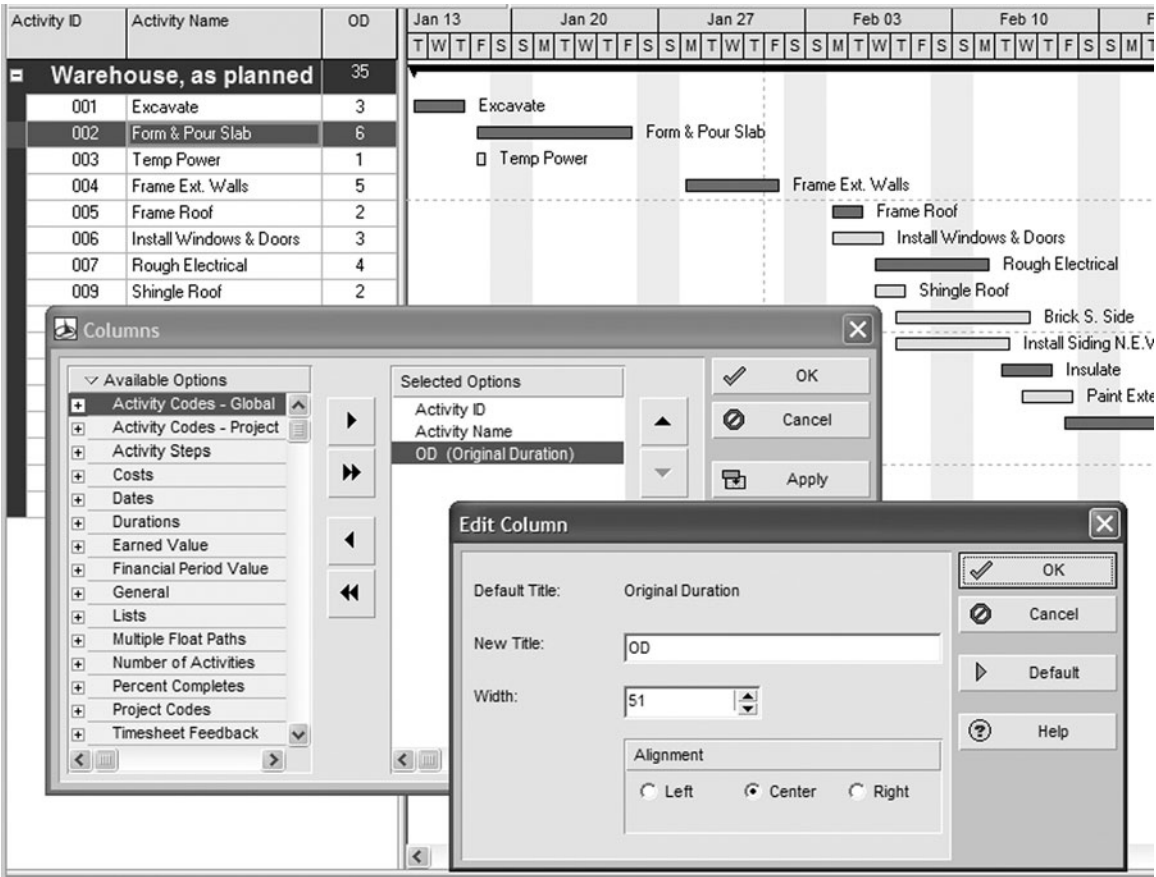 Activity ID Activity Name OD Jan 13 Jan 20 Jan 27 Feb 03 Feb 10 F
T W T F S S M T W T F S S M T W T F S S M T W T F S S M T W T F S S M T
Warehouse, as planned 35
001 Excavate 3 Excavate
002 Form & Pour Slab 6 Form & Pour Slab
003 Temp Power 1 Temp Power
004 Frame Ext. Walls 5 Frame Ext. Walls
005 Frame Roof 2 Frame Roof
006 Install Windows & Doors 3 Install Windows & Doors
007 Rough Electrical 4 Rough Electrical
009 Shingle Roof 2 Shingle Roof
Brick S. Side
Install Siding N.E.W
Insulate
Paint Exte
Columns
Available Options
Activity Codes - Global
Activity Codes - Project
Activity Steps
Costs
Dates
Durations
Earned Value
Financial Period Value
General
Lists
Multiple Float Paths
Number of Activities
Percent Completes
Project Codes
Timesheet Feedback
Selected Options
Activity ID
Activity Name
OD (Original Duration)
OK
Cancel
Apply
Edit Column
Default Title: Original Duration
New Title: OD
Width: 51
Alignment
Left Center Right
OK
Cancel
Default
Help